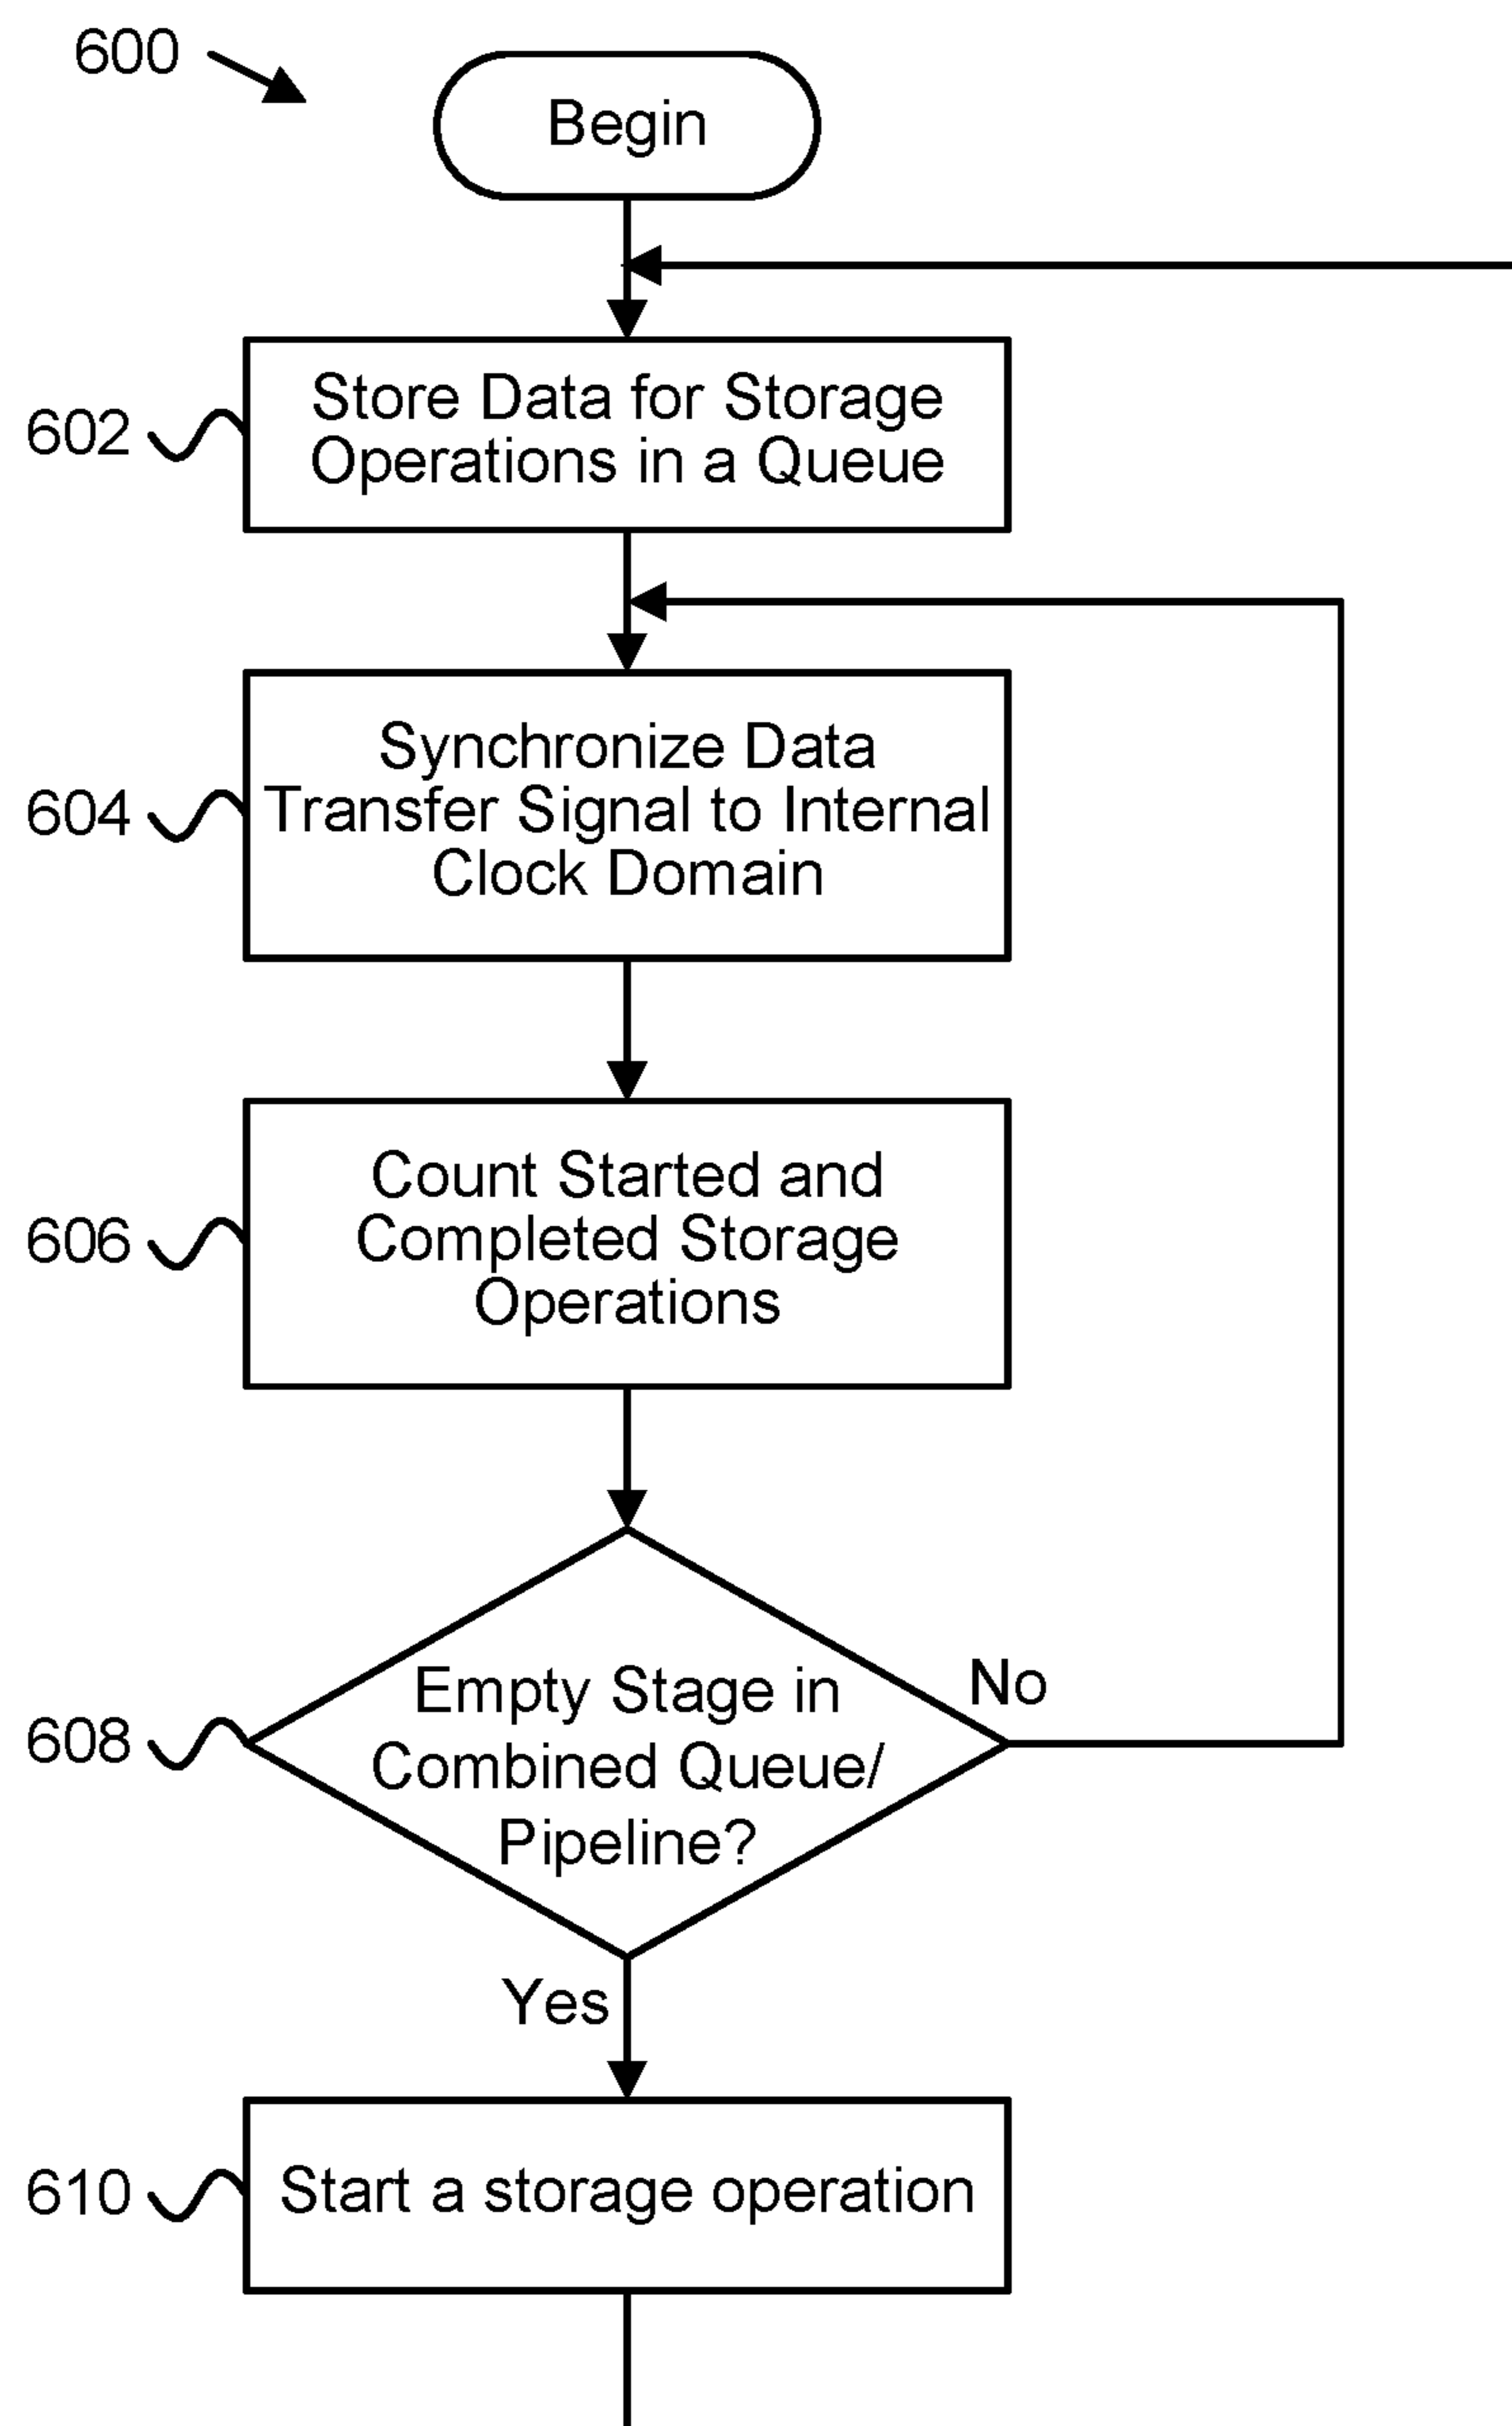 600
Begin
602
Store Data for Storage
Operations in a Queue
604
Synchronize Data
Transfer Signal to Internal
Clock Domain
606
Count Started and
Completed Storage
Operations
608
Empty Stage in
Combined Queue/
Pipeline?
No
Yes
610
Start a storage operation